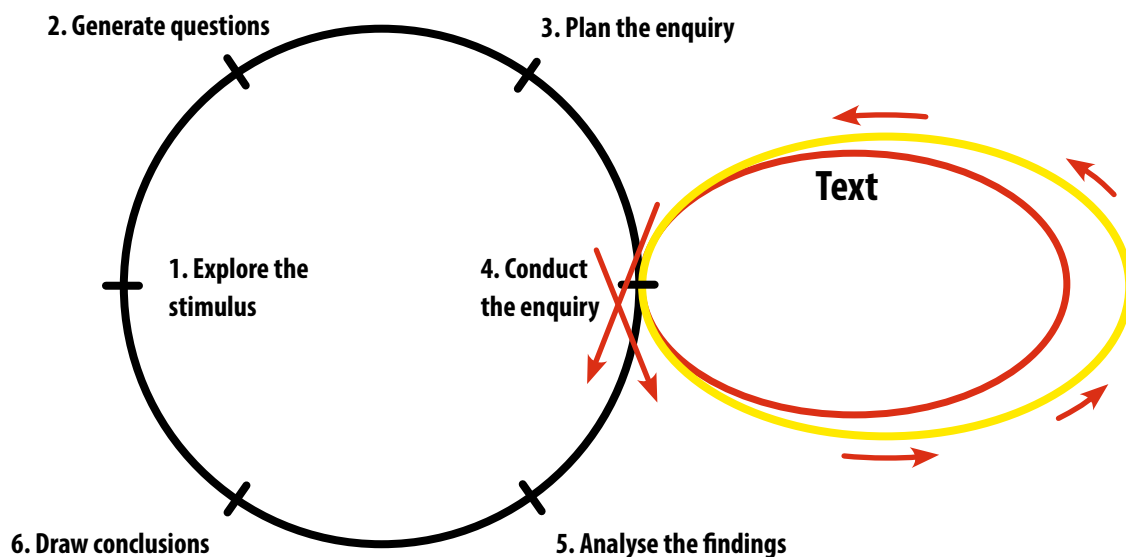 2. Generate questions
3. Plan the enquiry
Text
1. Explore the
stimulus
4. Conduct
the enquiry
6. Draw conclusions
5. Analyse the findings